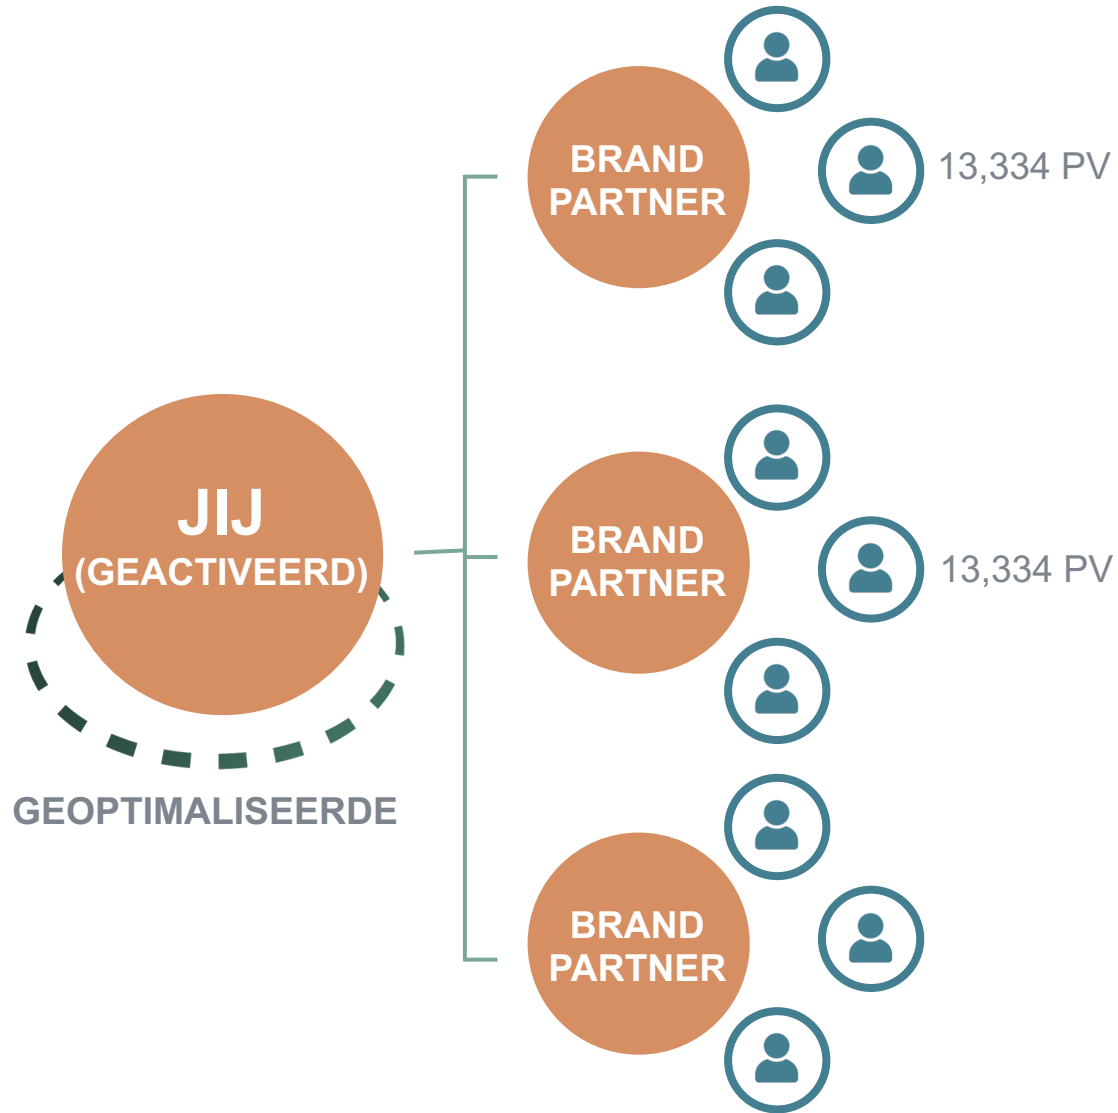 BRAND
PARTNER
13,334 PV
JIJ
(GEACTIVEERD)
BRAND
PARTNER
13,334 PV
GEOPTIMALISEERDE
BRAND
PARTNER